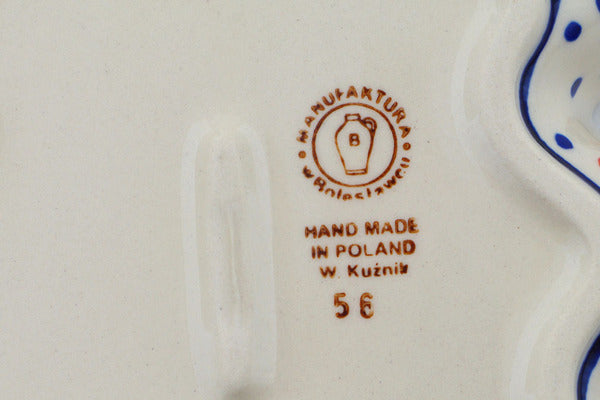 MANUFAKTURA
w Bolesławcu
B
HAND MADE
IN POLAND
W. Kuźnik
56